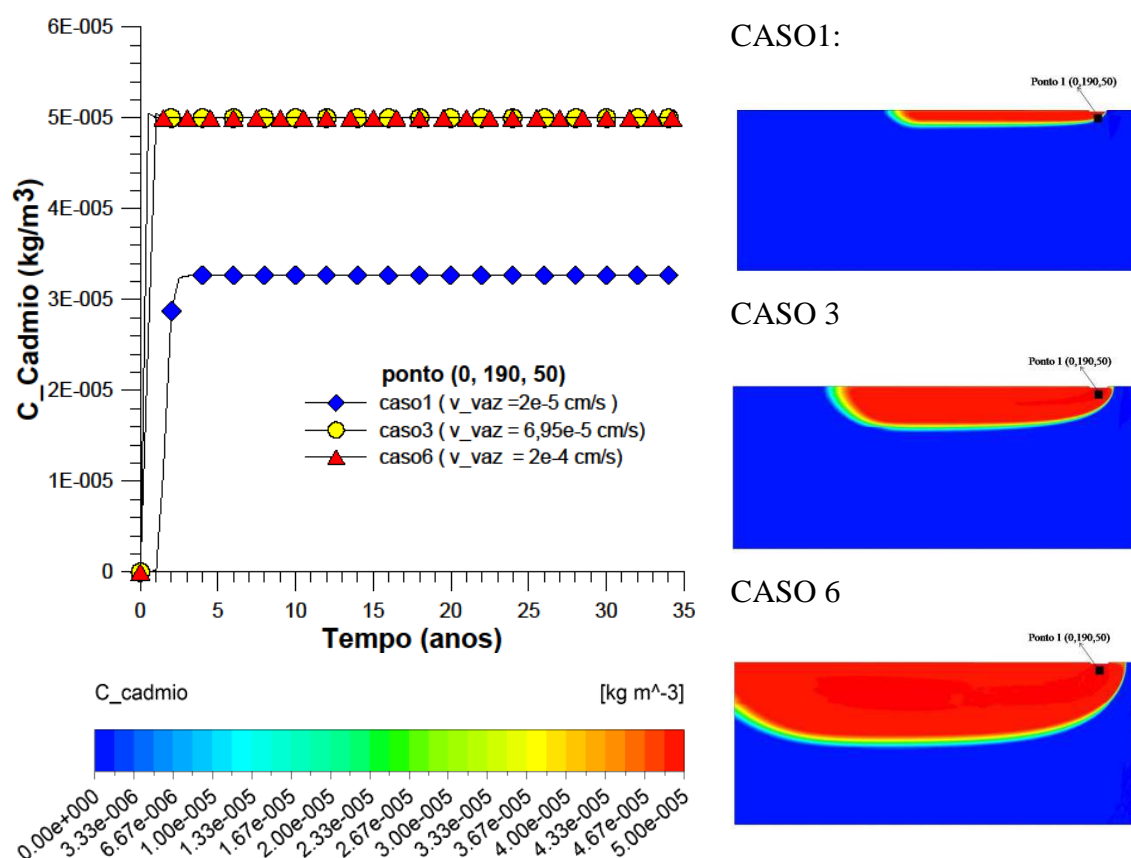 6E-005
5E-005
4E-005
3E-005
2E-005
1E-005
0
C_Cadmio (kg/m3)
ponto (0, 190, 50)
caso1 ( v_vaz =2e-5 cm/s )
caso3 ( v_vaz = 6,95e-5 cm/s)
caso6 ( v_vaz = 2e-4 cm/s)
0 5 10 15 20 25 30 35
Tempo (anos)
C_cadmio [kg m^-3]
0.00e+000
3.33e-006
6.67e-006
1.00e-005
1.33e-005
1.67e-005
2.00e-005
2.33e-005
2.67e-005
3.00e-005
3.33e-005
3.67e-005
4.00e-005
4.33e-005
4.67e-005
5.00e-005
CASO1:
Ponto 1 (0,190,50)
CASO 3
Ponto 1 (0,190,50)
CASO 6
Ponto 1 (0,190,50)